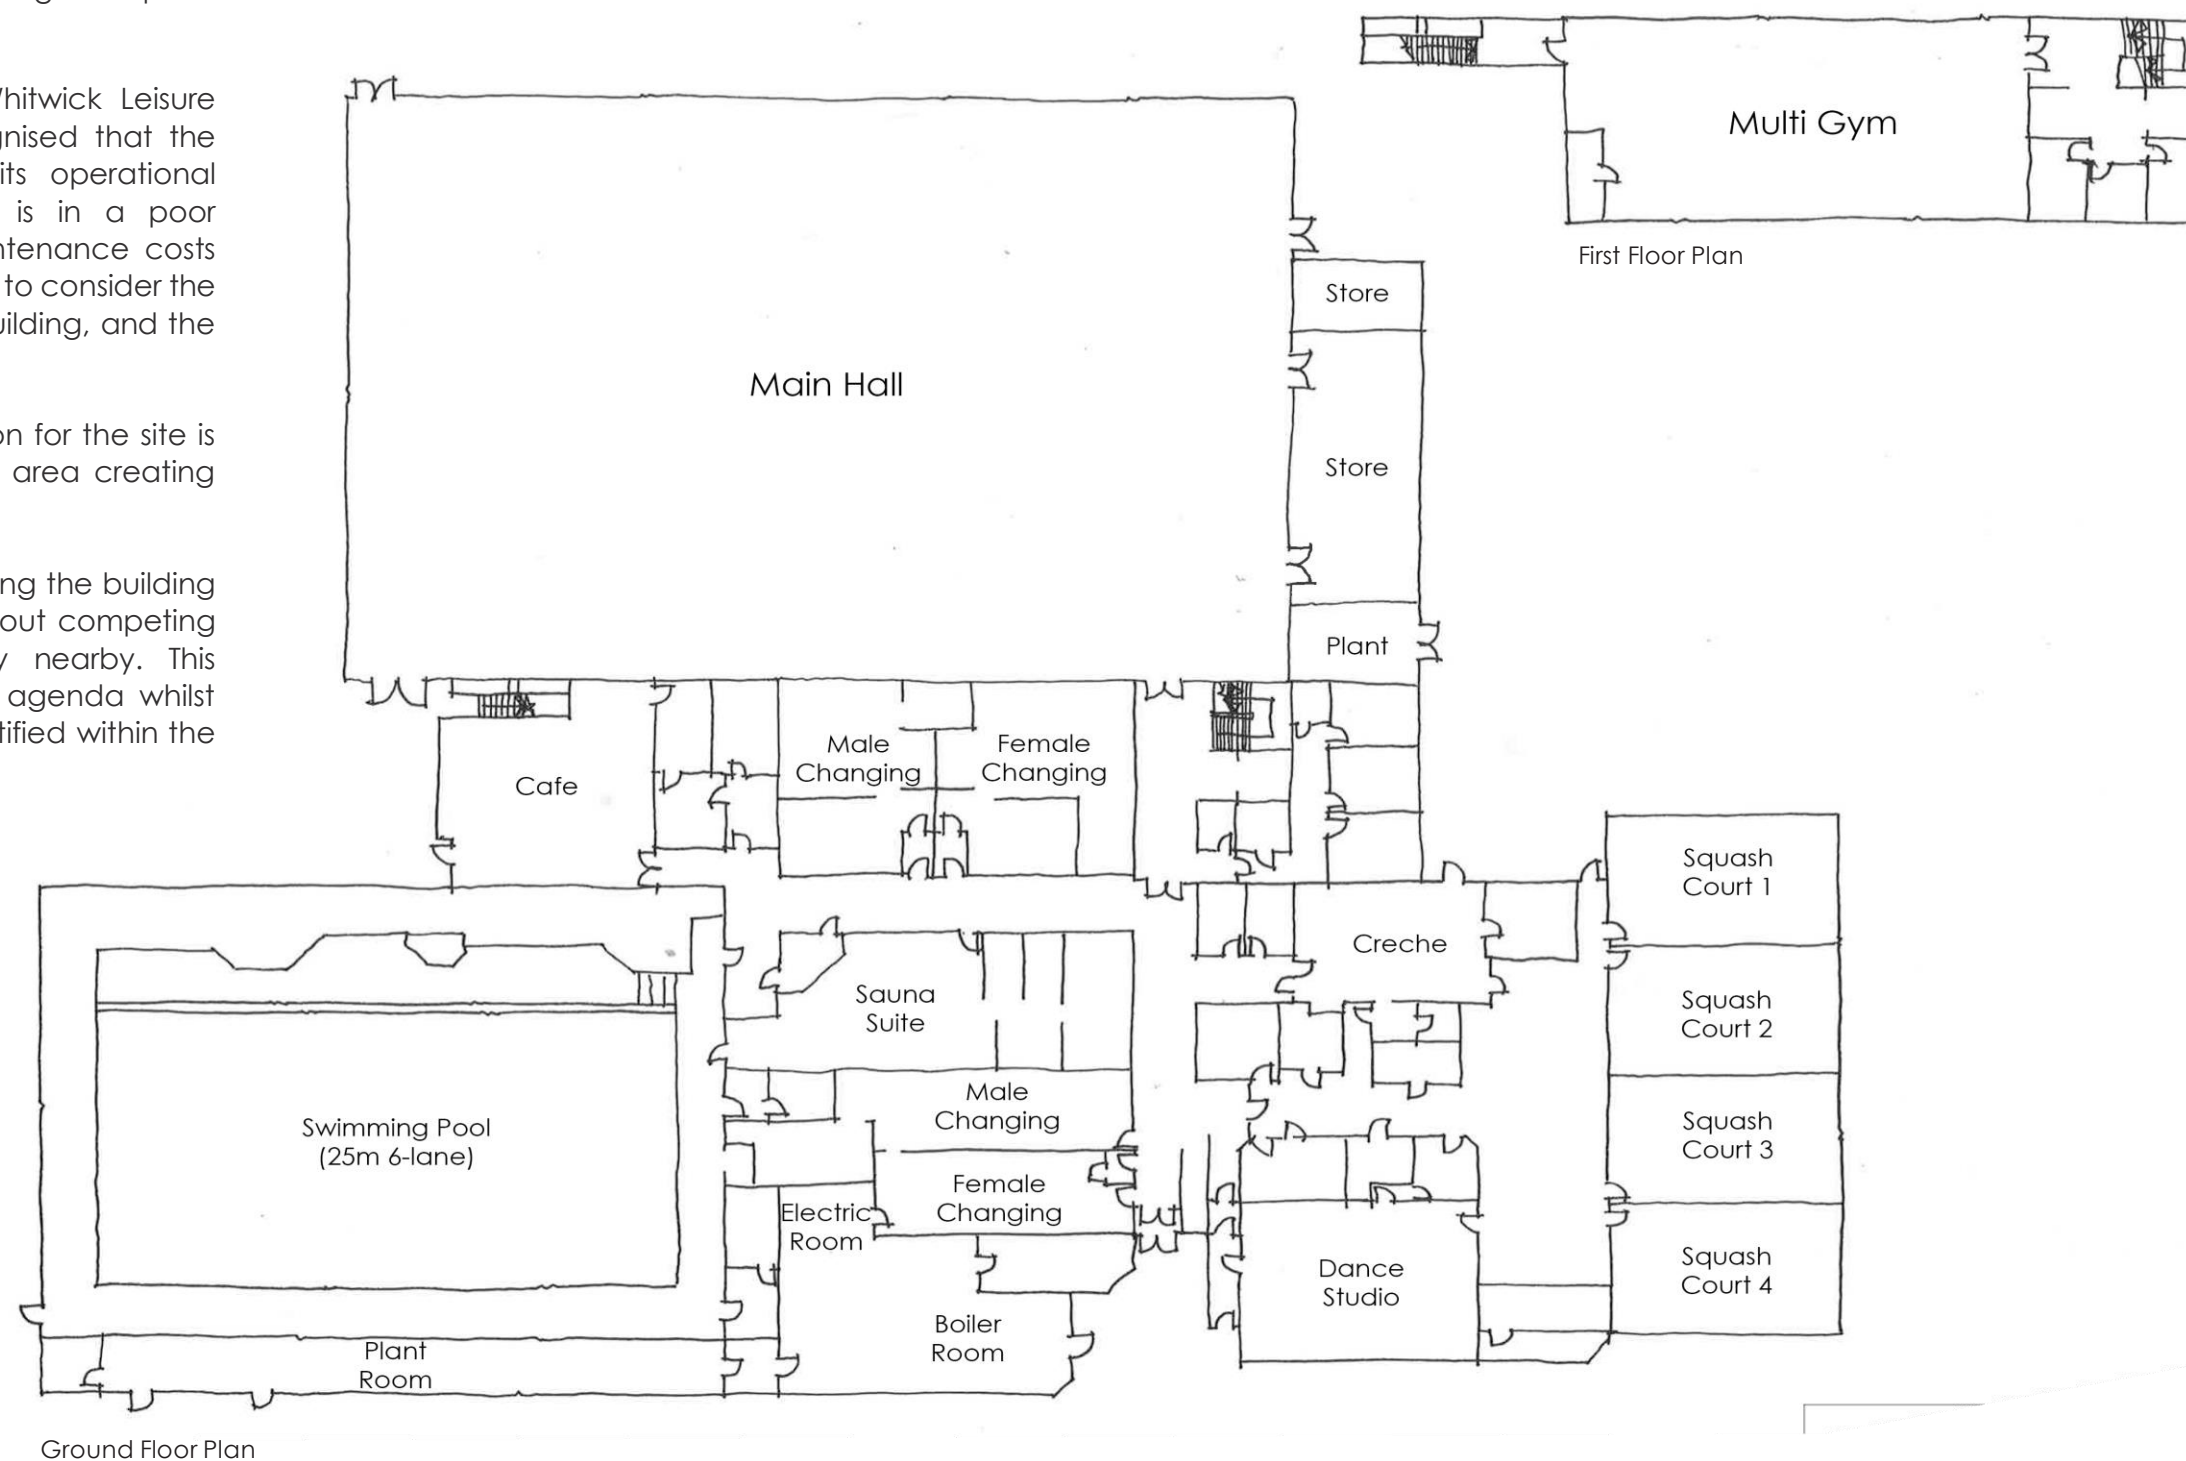 hitwick Leisure
gnised that the
its operational
is in a poor
ntenance costs
to consider the
uilding, and the
on for the site is
area creating
ng the building
out competing
y nearby. This
agenda whilst
tified within the
Multi Gym
First Floor Plan
Store
Main Hall
Store
Plant
Male
Changing
Female
Changing
Cafe
Squash
Court 1
Creche
Sauna
Suite
Squash
Court 2
Male
Changing
Swimming Pool
(25m 6-lane)
Squash
Court 3
Female
Changing
Electric
Room
Dance
Studio
Squash
Court 4
Boiler
Room
Plant
Room
Ground Floor Plan